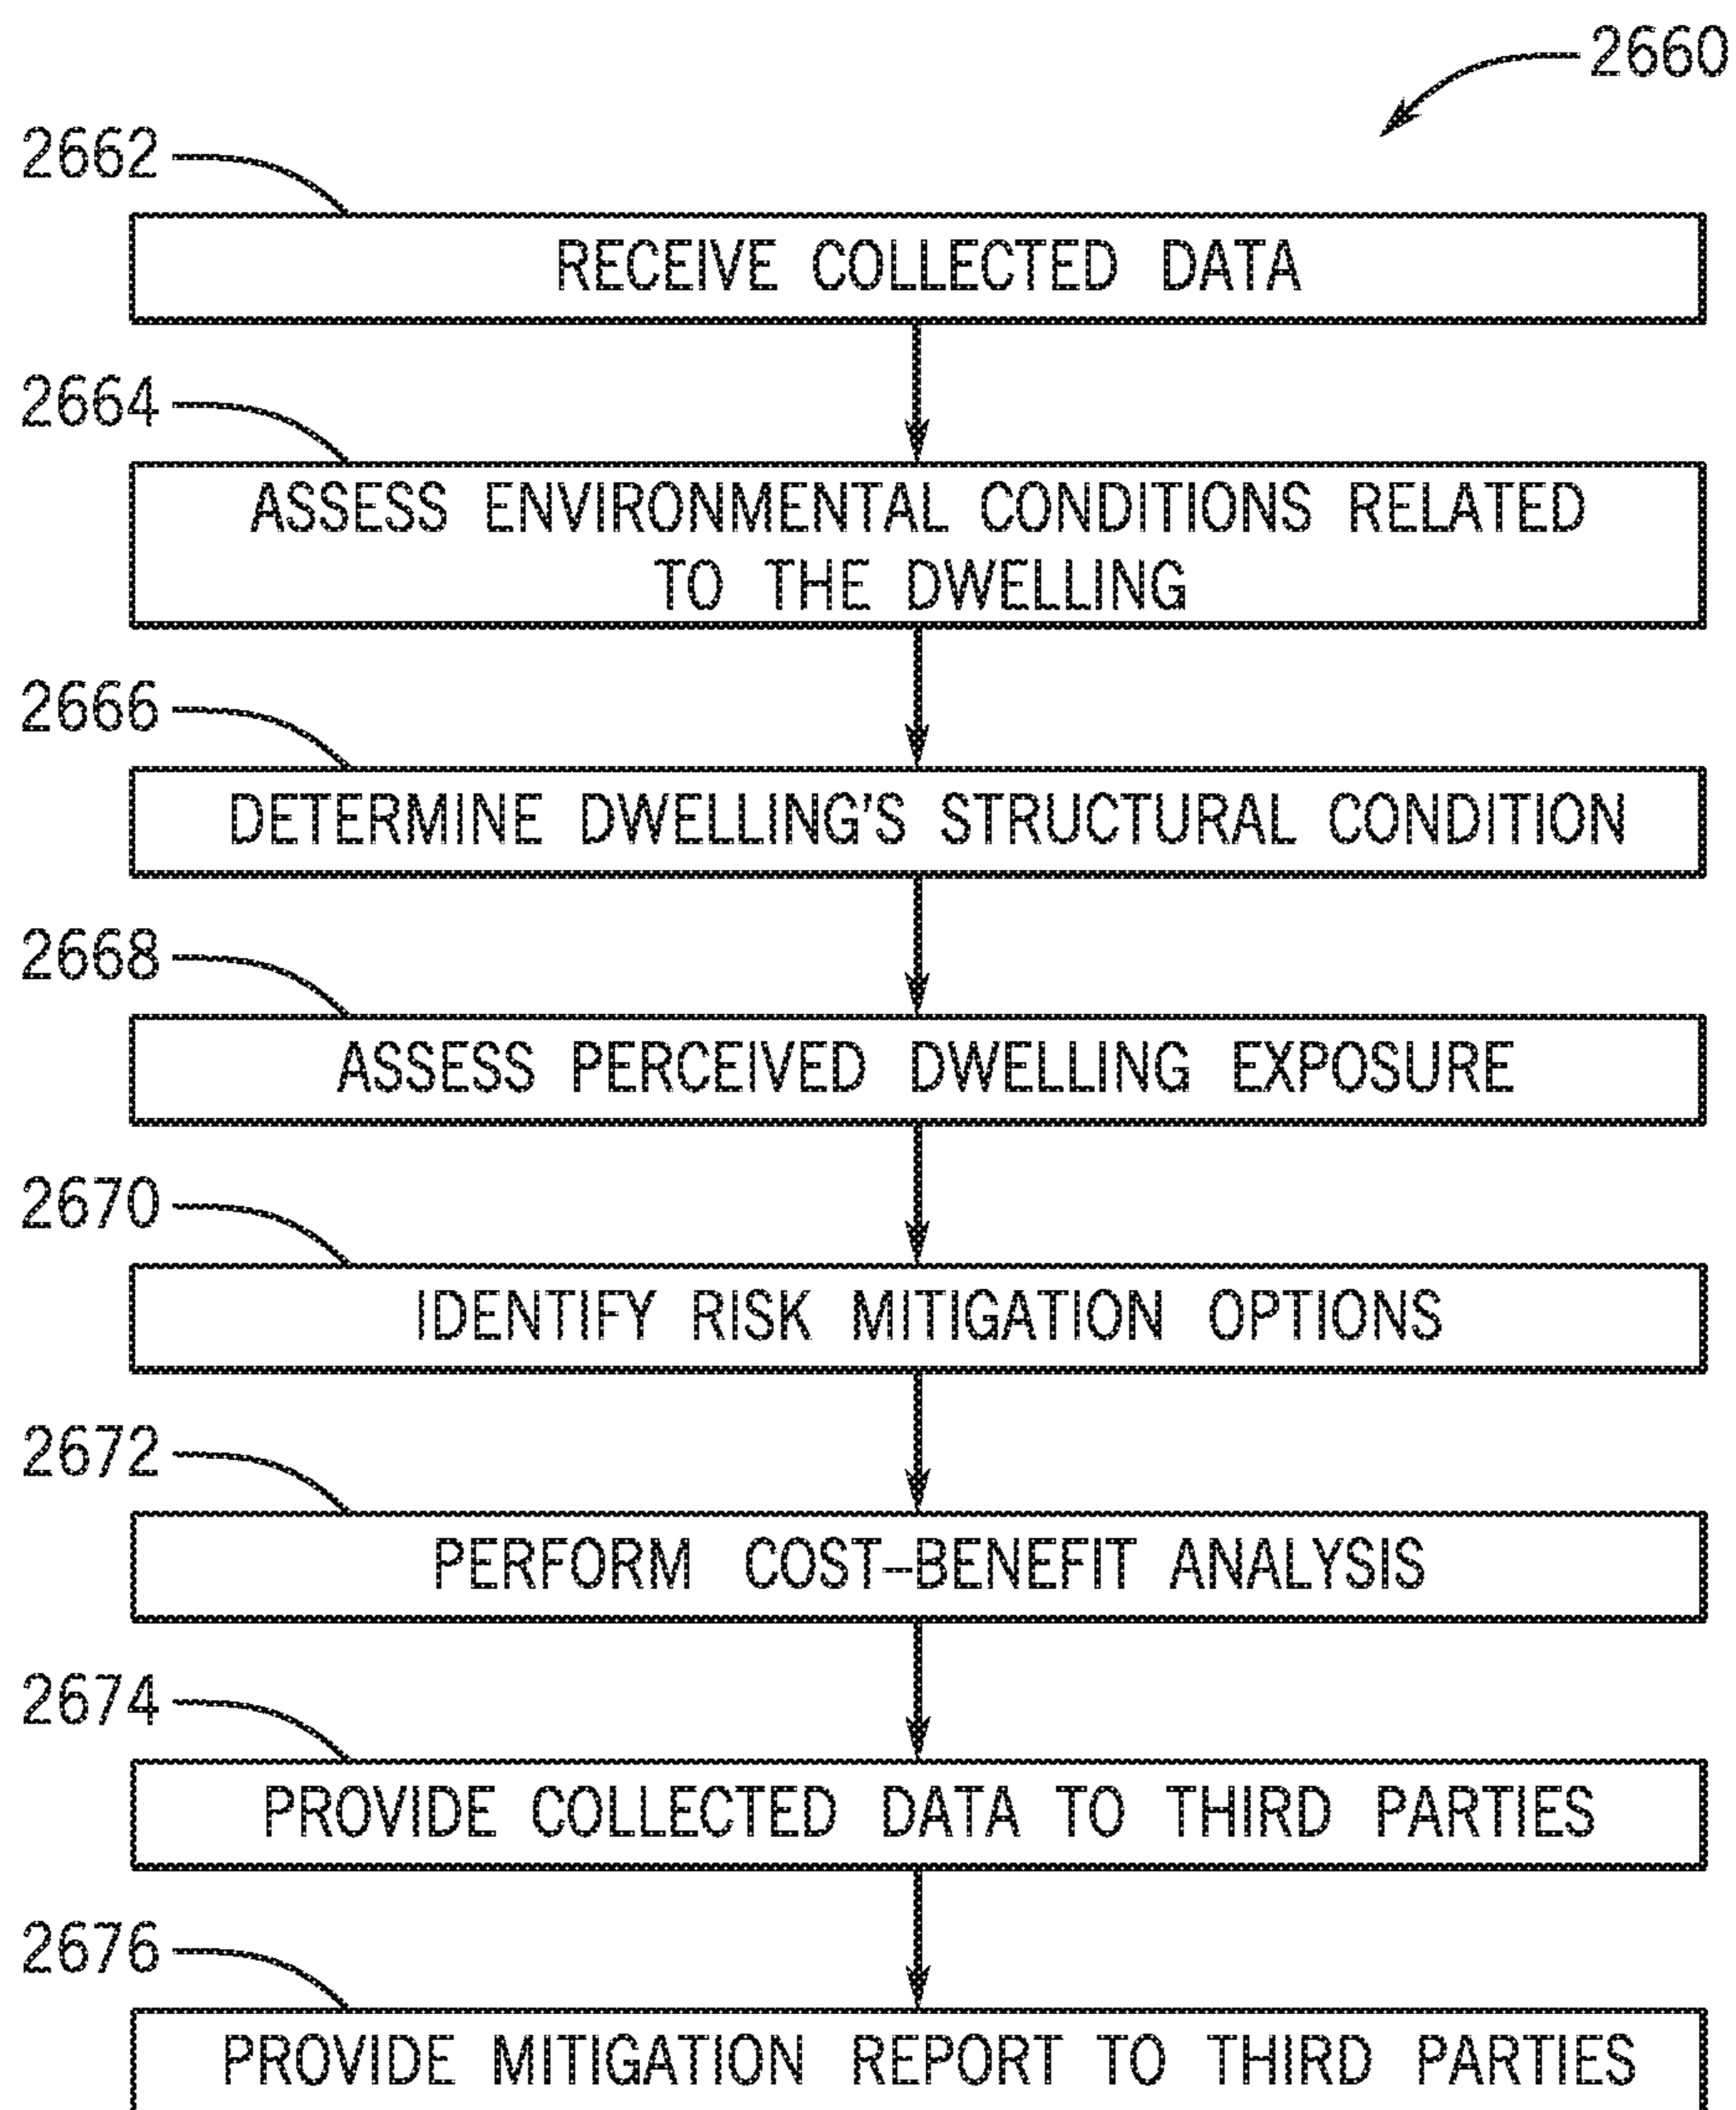 2660
2662
RECEIVE COLLECTED DATA
2664
ASSESS ENVIRONMENTAL CONDITIONS RELATED
TO THE DWELLING
2666
DETERMINE DWELLING'S STRUCTURAL CONDITION
2668
ASSESS PERCEIVED DWELLING EXPOSURE
2670
IDENTIFY RISK MITIGATION OPTIONS
2672
PERFORM COST–BENEFIT ANALYSIS
2674
PROVIDE COLLECTED DATA TO THIRD PARTIES
2676
PROVIDE MITIGATION REPORT TO THIRD PARTIES